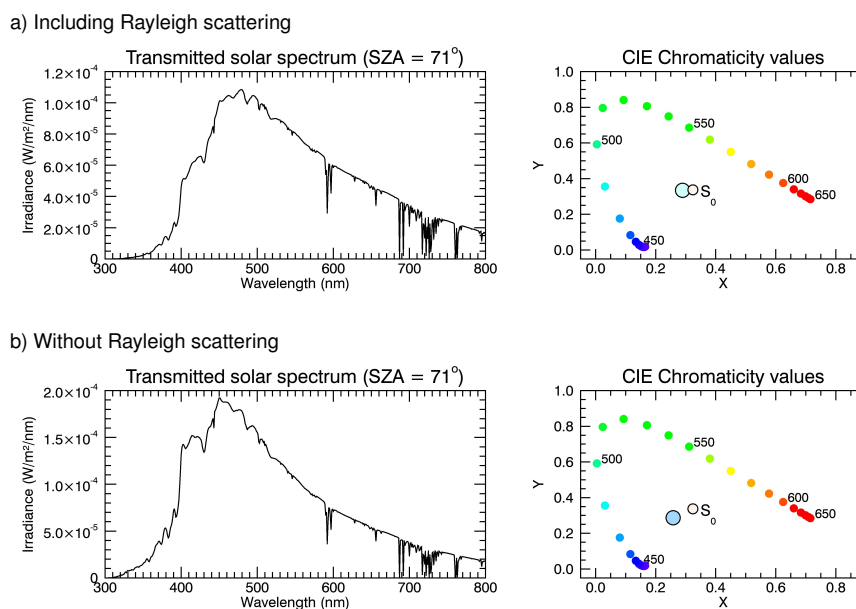 a) Including Rayleigh scattering
Transmitted solar spectrum (SZA = 71°)
1.2×10⁻⁴
1.0×10⁻⁴
8.0×10⁻⁵
6.0×10⁻⁵
4.0×10⁻⁵
2.0×10⁻⁵
0
Irradiance (W/m²/nm)
300 400 500 600 700 800
Wavelength (nm)
CIE Chromaticity values
1.0
0.8
0.6
0.4
0.2
0.0
Y
550
500
600
650
S₀
450
0.0 0.2 0.4 0.6 0.8
X
b) Without Rayleigh scattering
Transmitted solar spectrum (SZA = 71°)
2.0×10⁻⁴
1.5×10⁻⁴
1.0×10⁻⁴
5.0×10⁻⁵
0
Irradiance (W/m²/nm)
300 400 500 600 700 800
Wavelength (nm)
CIE Chromaticity values
1.0
0.8
0.6
0.4
0.2
0.0
Y
550
500
600
650
S₀
450
0.0 0.2 0.4 0.6 0.8
X